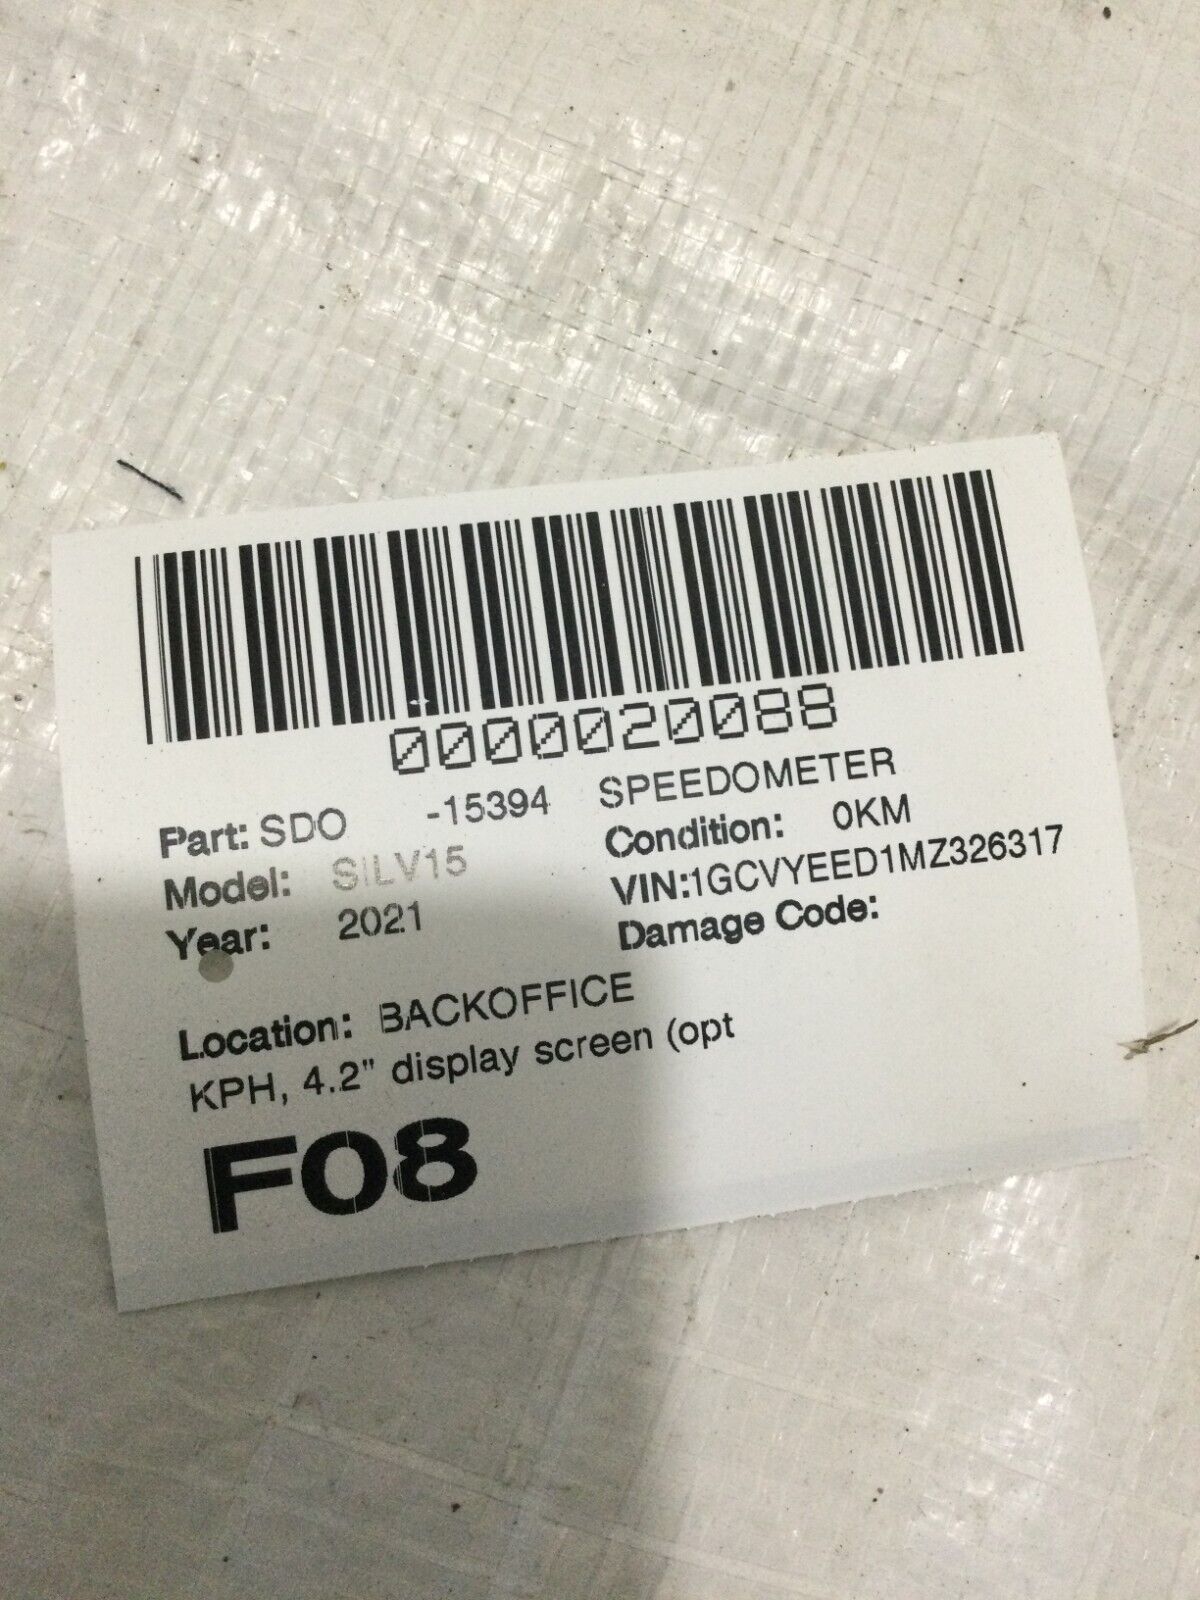 0000020088
Part: SDO -15394 SPEEDOMETER
Model: SILV15 Condition: 0KM
Year: 2021 VIN:1GCVYEED1MZ326317
Damage Code:
Location: BACKOFFICE
KPH, 4.2" display screen (opt
F08